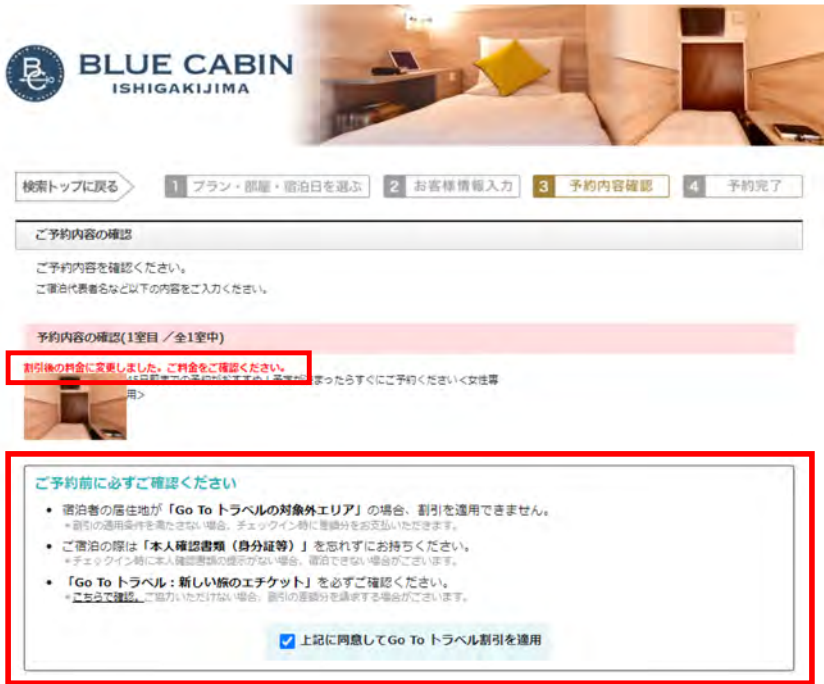 BLUE CABIN
ISHIGAKIJIMA
検索トップに戻る
1 プラン・部屋・宿泊日を選ぶ 2 お客様情報入力 3 予約内容確認 4 予約完了
ご予約内容の確認
ご予約内容を確認ください。
ご宿泊代表者名など以下の内容をご入力ください。
予約内容の確認(1室目／全1室中)
割引後の料金に変更しました。ご料金をご確認ください。
まったらすぐにご予約ください<女性専
用>
ご予約前に必ずご確認ください
• 宿泊者の居住地が「Go To トラベルの対象外エリア」の場合、割引を適用できません。
*割引の適用条件を満たさない場合、チェックイン時に差額分をお支払いただきます。
• ご宿泊の際は「本人確認書類（身分証等）」を忘れずにお持ちください。
*チェックイン時に本人確認書類の提示がない場合、宿泊できない場合がございます。
• 「Go To トラベル：新しい旅のエチケット」を必ずご確認ください。
*こちらで確認。ご協力いただけない場合、割引の差額分を請求する場合がございます。
上記に同意してGo To トラベル割引を適用